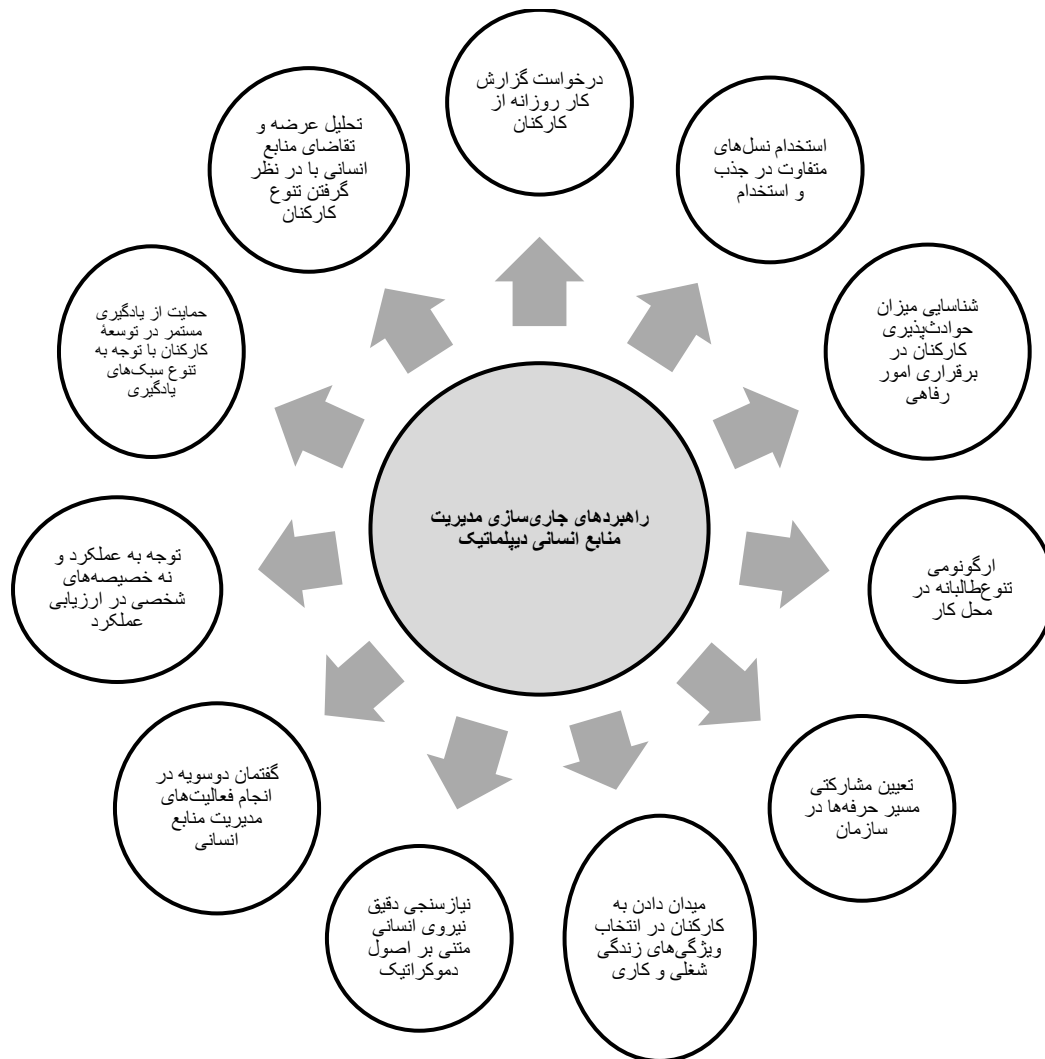 درخواست گزارش
کار روزانه از
کارکنان
استخدام نسل‌های
متفاوت در جذب
و استخدام
شناسایی میزان
حوادث‌پذیری
کارکنان در
برقراری امور
رفاهی
ارگونومی
تنوع‌طالبانه در
محل کار
تعیین مشارکتی
مسیر حرفه‌ها در
سازمان
میدان دادن به
کارکنان در انتخاب
ویژگی‌های زندگی
شغلی و کاری
نیازسنجی دقیق
نیروی انسانی
متنی بر اصول
دموکراتیک
گفتمان دوسویه در
انجام فعالیت‌های
مدیریت منابع
انسانی
توجه به عملکرد و
نه خصیصه‌های
شخصی در ارزیابی
عملکرد
حمایت از یادگیری
مستمر در توسعهٔ
کارکنان با توجه به
تنوع سبک‌های
یادگیری
تحلیل عرضه و
تقاضای منابع
انسانی با در نظر
گرفتن تنوع
کارکنان
راهبردهای جاری‌سازی مدیریت
منابع انسانی دیپلماتیک